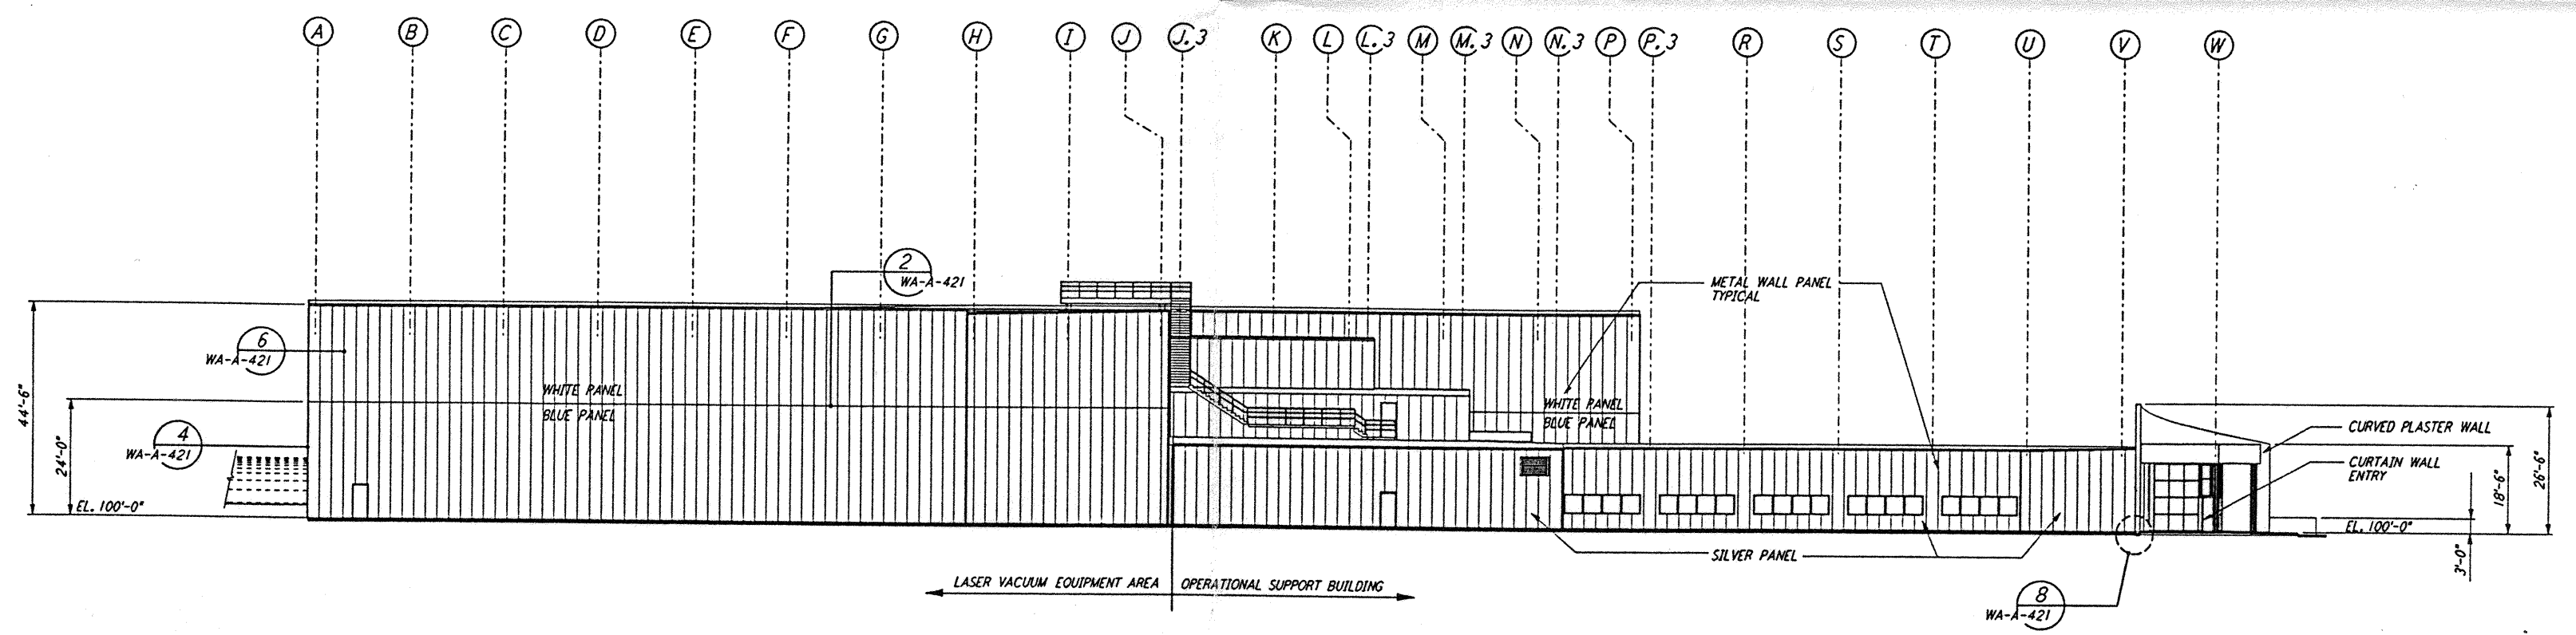 A B C D E F G H I J J.3 K L L.3 M M.3 N N.3 P P.3 R S T U V W
2
WA-A-421
METAL WALL PANEL
TYPICAL
6
WA-A-421
44'-6"
WHITE PANEL
BLUE PANEL
WHITE PANEL
BLUE PANEL
24'-0"
4
WA-A-421
CURVED PLASTER WALL
CURTAIN WALL
ENTRY
18'-6"
26'-6"
EL. 100'-0"
EL. 100'-0"
3'-0"
SILVER PANEL
LASER VACUUM EQUIPMENT AREA
OPERATIONAL SUPPORT BUILDING
8
WA-A-421